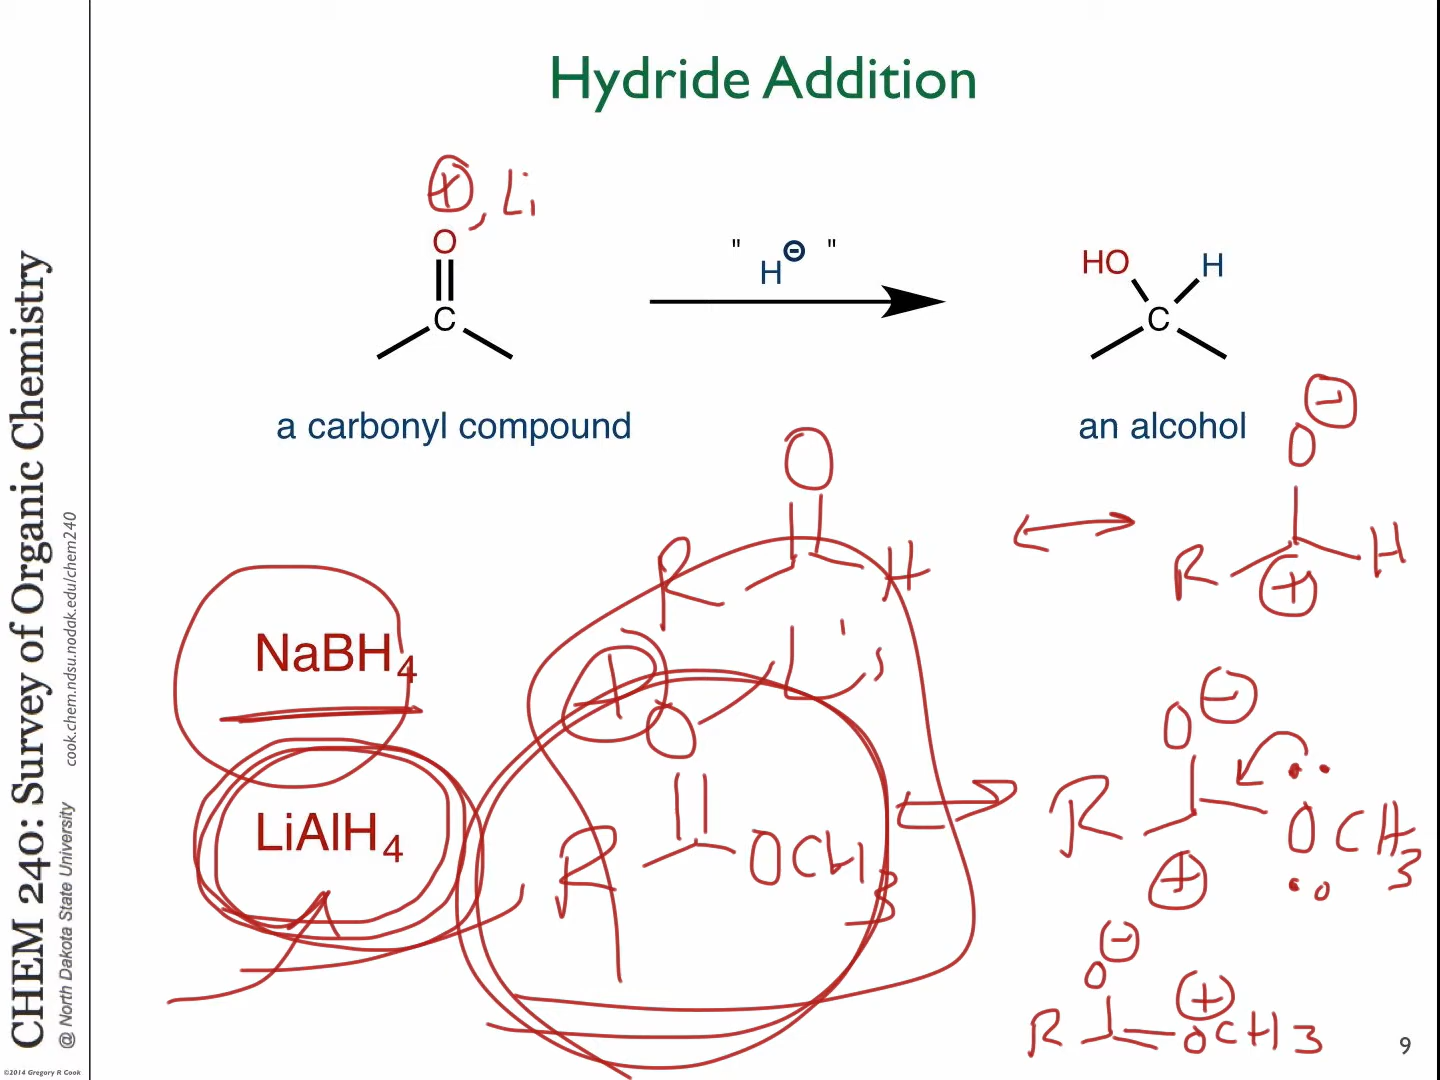 CHEM 240: Survey of Organic Chemistry
@ North Dakota State University cook.chem.ndsu.nodak.edu/chem240
©2014 Gregory R Cook
Hydride Addition
⊕, Li
O
C
a carbonyl compound
" H⊖ "
HO H
C
an alcohol
O ⊖
R ⊕ H
O
R H
NaBH4
LiAlH4
⊕ Li
O
R OCH3
O ⊖
R ⊕ OCH3
O ⊖
R ⊕ OCH3
9